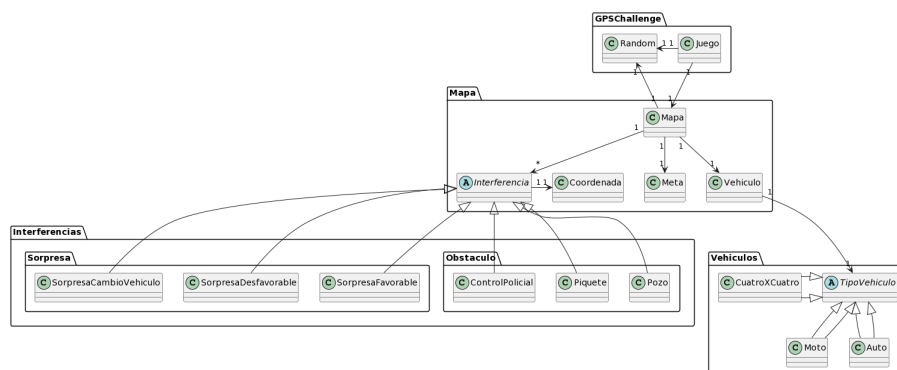 GPSChallenge
C Random
1 1
C Juego
1
1
1
1
Mapa
C Mapa
1
1
1
*
1
1
A Interferencia
1 1
C Coordenada
C Meta
C Vehiculo
1
Interferencias
Sorpresa
C SorpresaCambioVehiculo
C SorpresaDesfavorable
C SorpresaFavorable
Obstaculo
C ControlPolicial
C Piquete
C Pozo
Vehiculos
1
C CuatroXCuatro
A TipoVehiculo
C Moto
C Auto